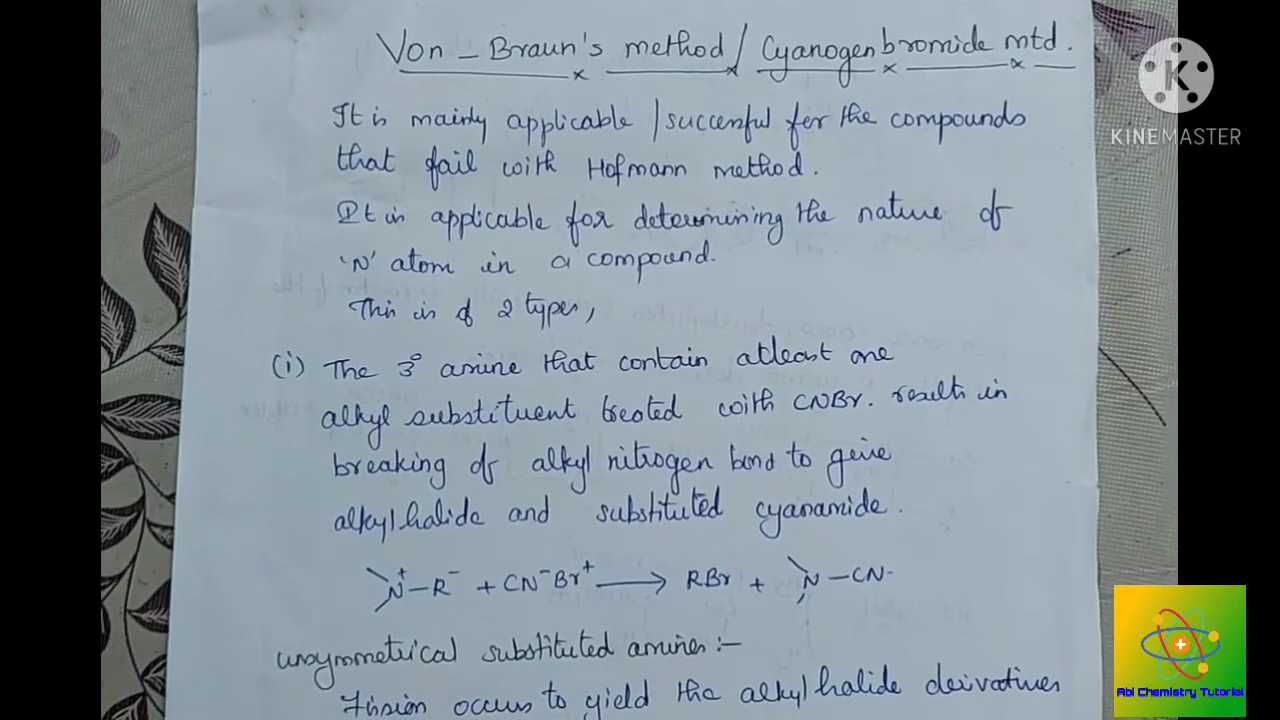 Von - Braun's method / Cyanogenbromide mtd.
It is mainly applicable / successful for the compounds
that fail with Hofmann method.
It is applicable for determining the nature of
'N' atom in a compound.
This is of 2 types,
(i) The 3° amine that contain atleast one
alkyl substituent treated with CNBr. results in
breaking of alkyl nitrogen bond to give
alkyl halide and substituted cyanamide.
N⁺-R⁻ + CN⁻Br⁺ ⟶ RBr + N-CN.
unsymmetrical substituted amines :-
Fission occurs to yield the alkyl halide derivatives
K
KINEMASTER
Abi Chemistry Tutorial